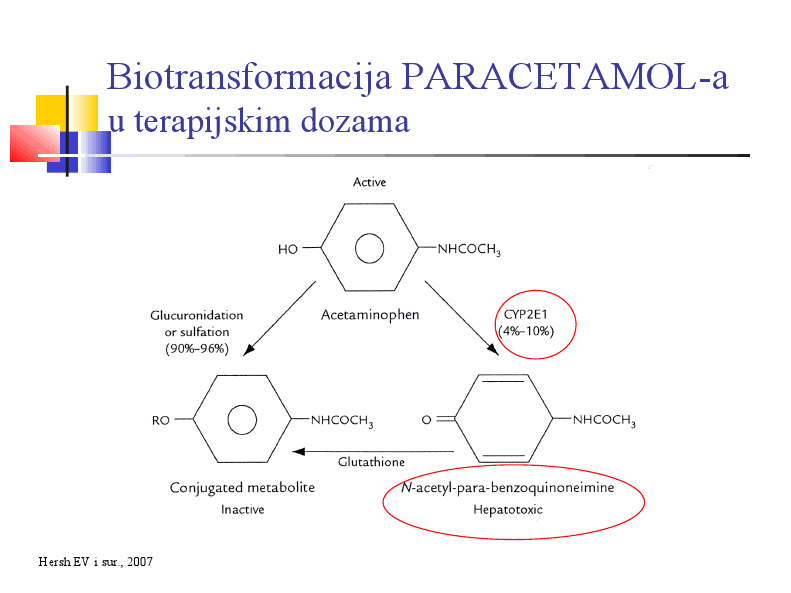 Biotransformacija PARACETAMOL-a
u terapijskim dozama
Active
HO
NHCOCH3
Acetaminophen
Glucuronidation
or sulfation
(90%–96%)
CYP2E1
(4%–10%)
RO
NHCOCH3
O
NHCOCH3
Glutathione
Conjugated metabolite
Inactive
N-acetyl-para-benzoquinoneimine
Hepatotoxic
Hersh EV i sur., 2007